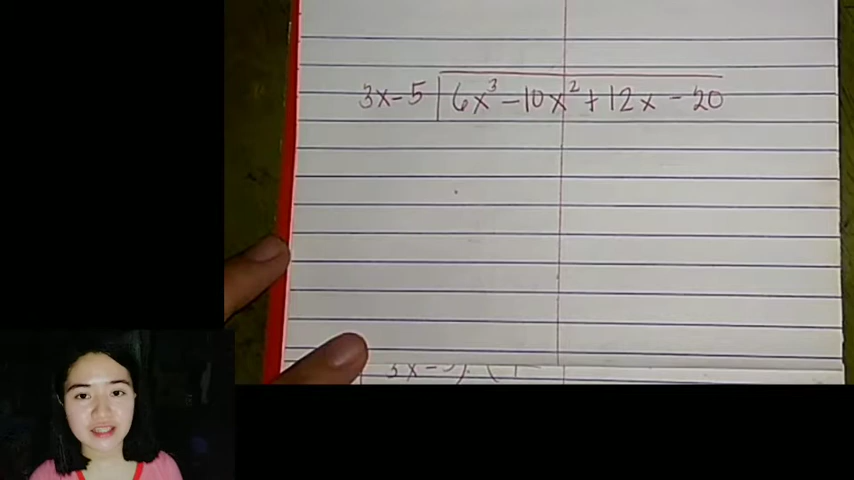 3x-5 | 6x³ - 10x² + 12x - 20